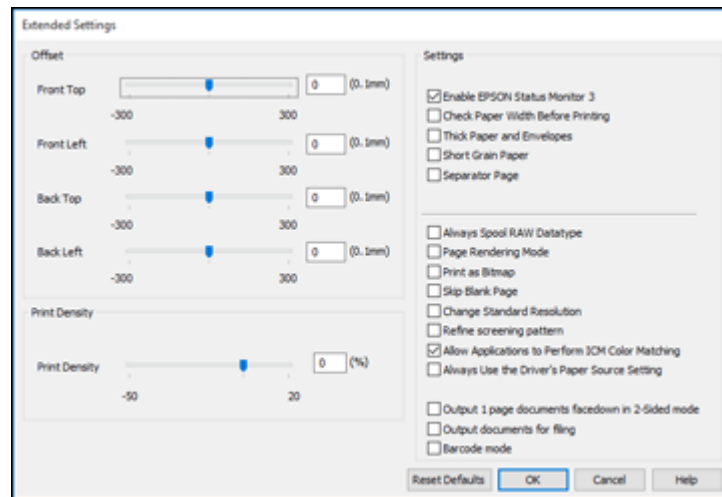 Extended Settings
Offset
Front Top 0 (0.1mm)
-300 300
Front Left 0 (0.1mm)
-300 300
Back Top 0 (0.1mm)
-300 300
Back Left 0 (0.1mm)
-300 300
Print Density
Print Density 0 (%)
-50 20
Settings
Enable EPSON Status Monitor 3
Check Paper Width Before Printing
Thick Paper and Envelopes
Short Grain Paper
Separator Page
Always Spool RAW Datatype
Page Rendering Mode
Print as Bitmap
Skip Blank Page
Change Standard Resolution
Refine screening pattern
Allow Applications to Perform ICM Color Matching
Always Use the Driver's Paper Source Setting
Output 1 page documents facedown in 2-Sided mode
Output documents for filing
Barcode mode
Reset Defaults OK Cancel Help